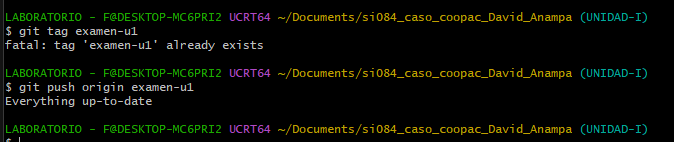 LABORATORIO - F@DESKTOP-MC6PRI2 UCRT64 ~/Documents/si084_caso_coopac_David_Anampa (UNIDAD-I)
$ git tag examen-u1
fatal: tag 'examen-u1' already exists
LABORATORIO - F@DESKTOP-MC6PRI2 UCRT64 ~/Documents/si084_caso_coopac_David_Anampa (UNIDAD-I)
$ git push origin examen-u1
Everything up-to-date
LABORATORIO - F@DESKTOP-MC6PRI2 UCRT64 ~/Documents/si084_caso_coopac_David_Anampa (UNIDAD-I)
$